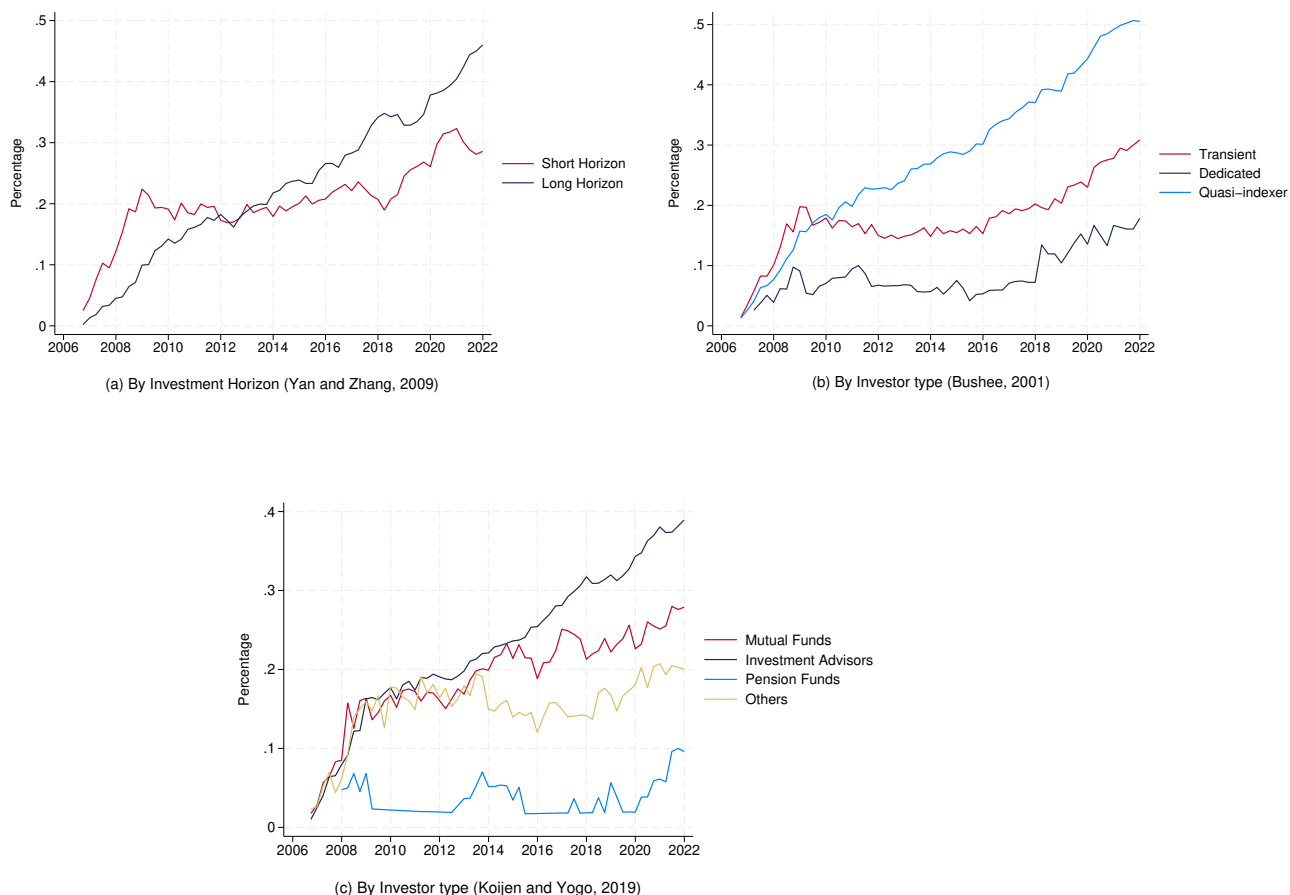 .5
.4
.3
.2
.1
0
Percentage
2006 2008 2010 2012 2014 2016 2018 2020 2022
Short Horizon
Long Horizon
(a) By Investment Horizon (Yan and Zhang, 2009)
.5
.4
.3
.2
.1
0
Percentage
2006 2008 2010 2012 2014 2016 2018 2020 2022
Transient
Dedicated
Quasi−indexer
(b) By Investor type (Bushee, 2001)
.4
.3
.2
.1
0
Percentage
2006 2008 2010 2012 2014 2016 2018 2020 2022
Mutual Funds
Investment Advisors
Pension Funds
Others
(c) By Investor type (Koijen and Yogo, 2019)